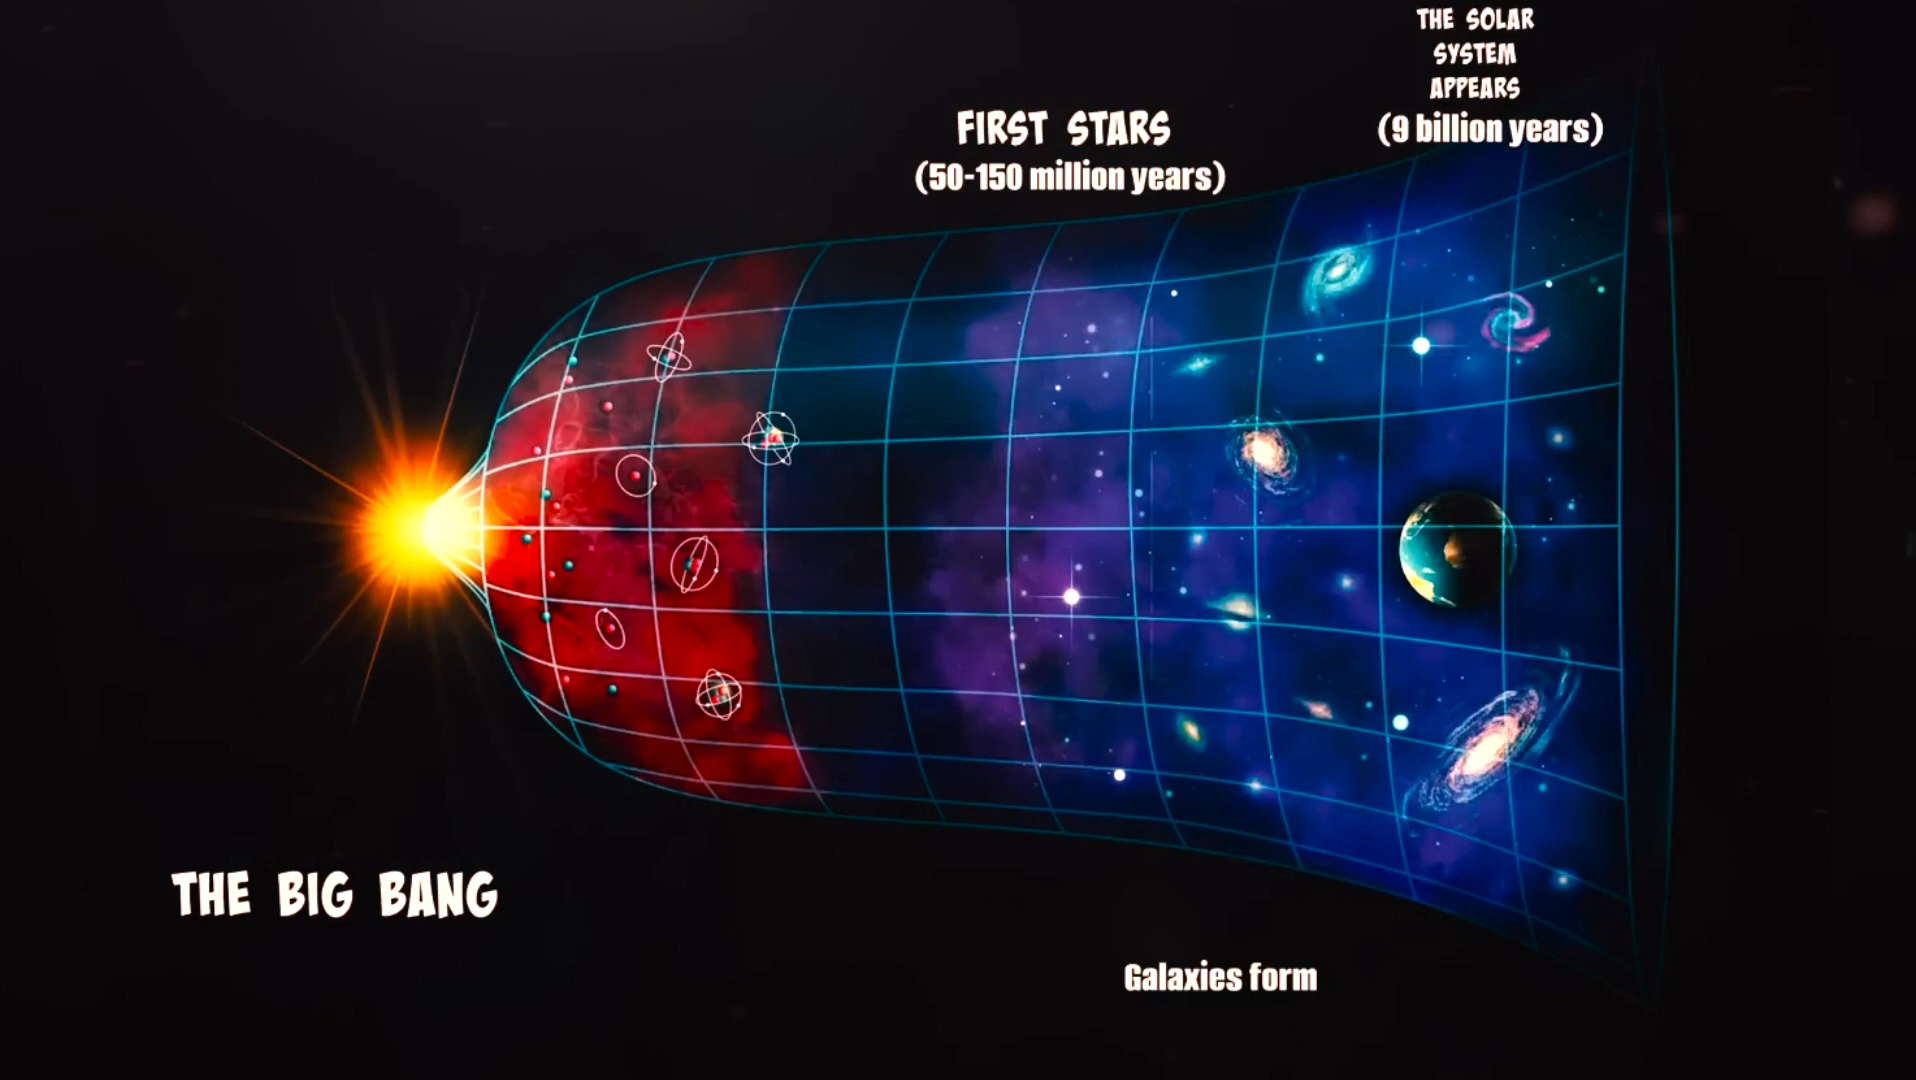 THE SOLAR
SYSTEM
APPEARS
(9 billion years)
FIRST STARS
(50-150 million years)
THE BIG BANG
Galaxies form